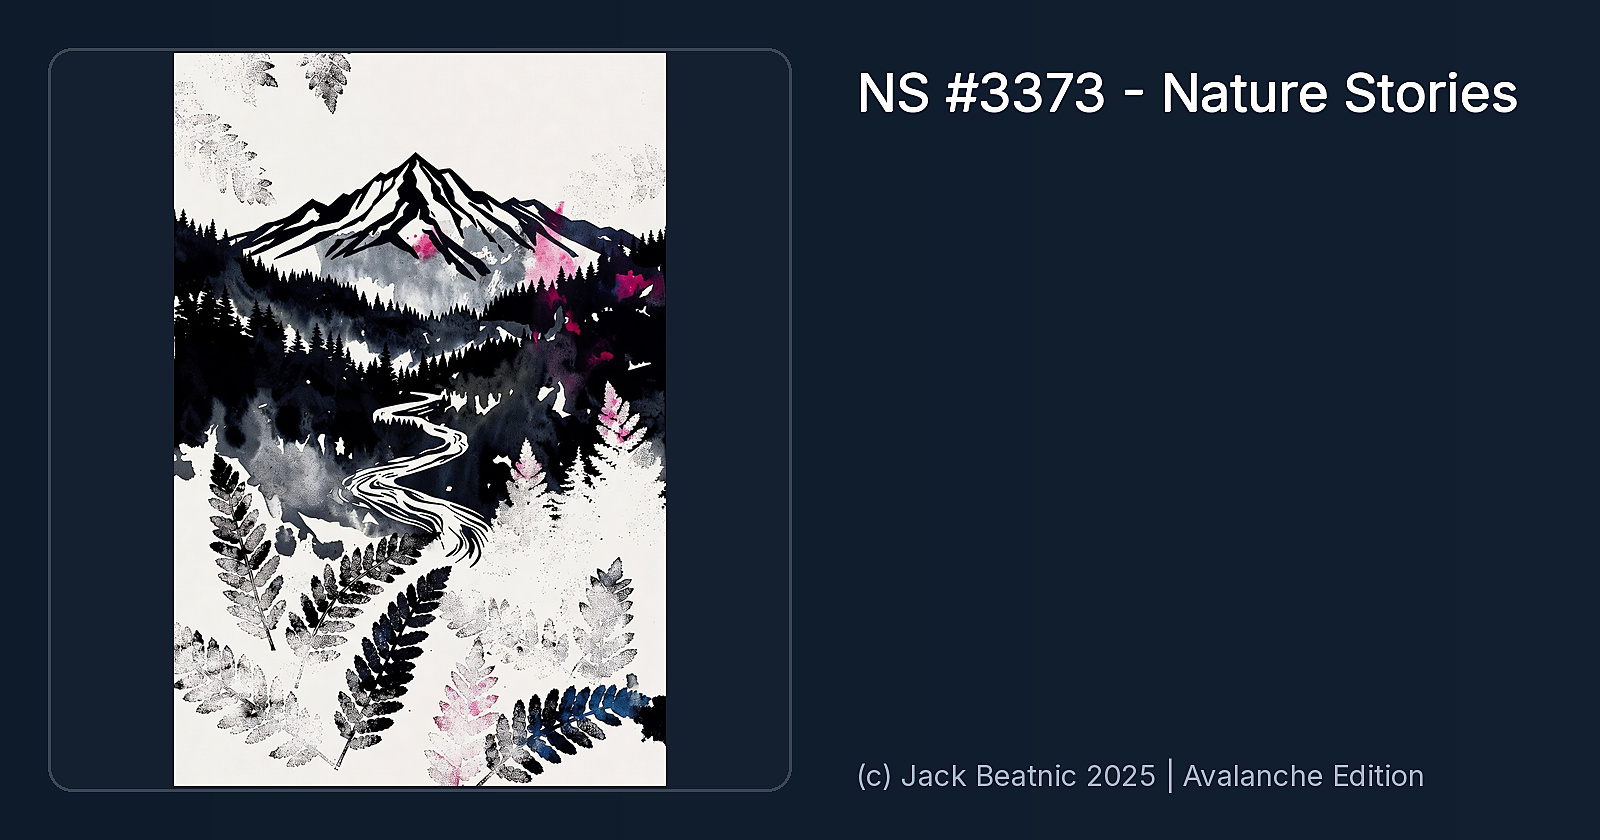 NS #3373 - Nature Stories
(c) Jack Beatnic 2025 | Avalanche Edition